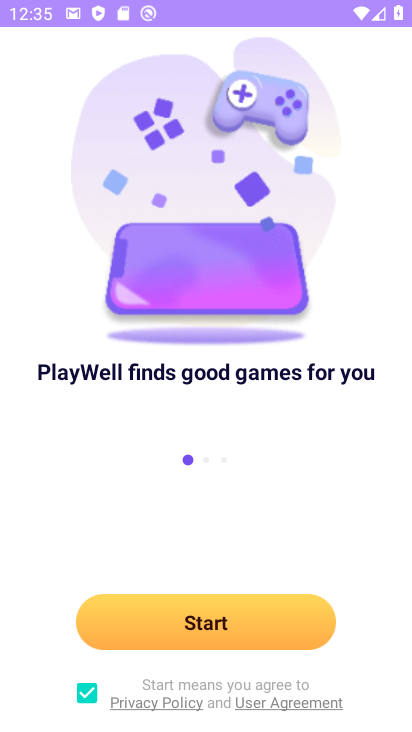 12:35
PlayWell finds good games for you
Start
Start means you agree to
Privacy Policy and User Agreement